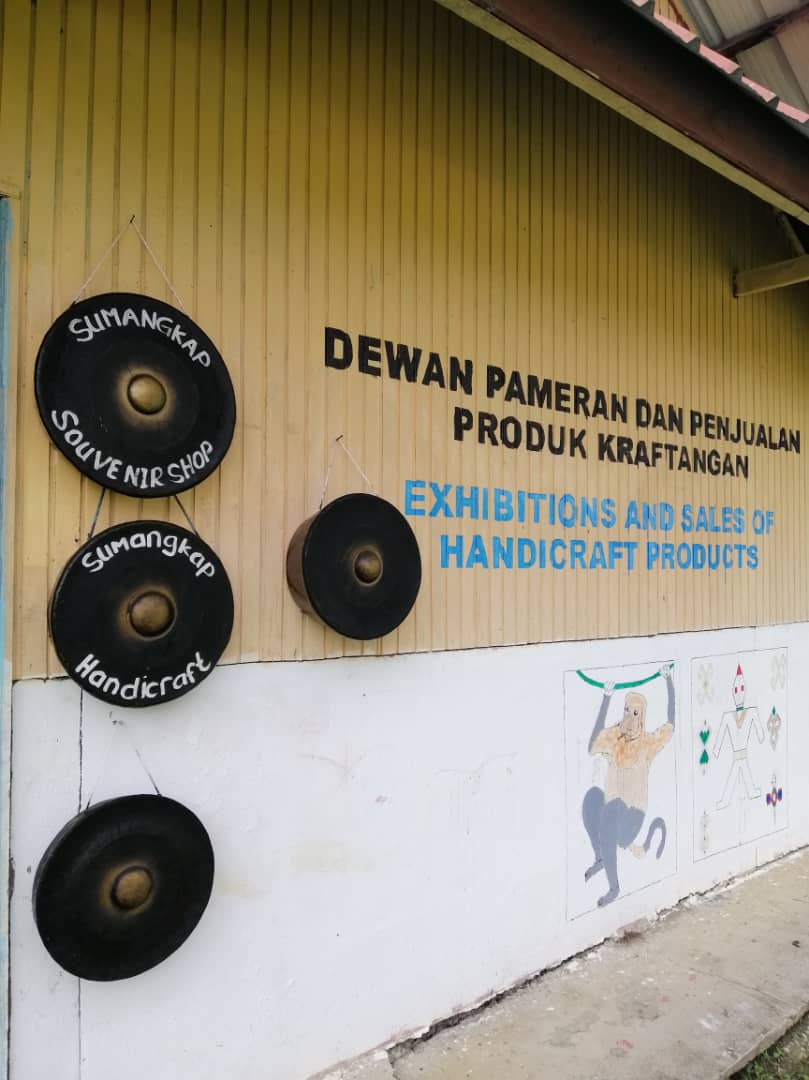 SUMANGKAP
SOUVENIR SHOP
Sumangkap
Handicraft
DEWAN PAMERAN DAN PENJUALAN
PRODUK KRAFTANGAN
EXHIBITIONS AND SALES OF
HANDICRAFT PRODUCTS